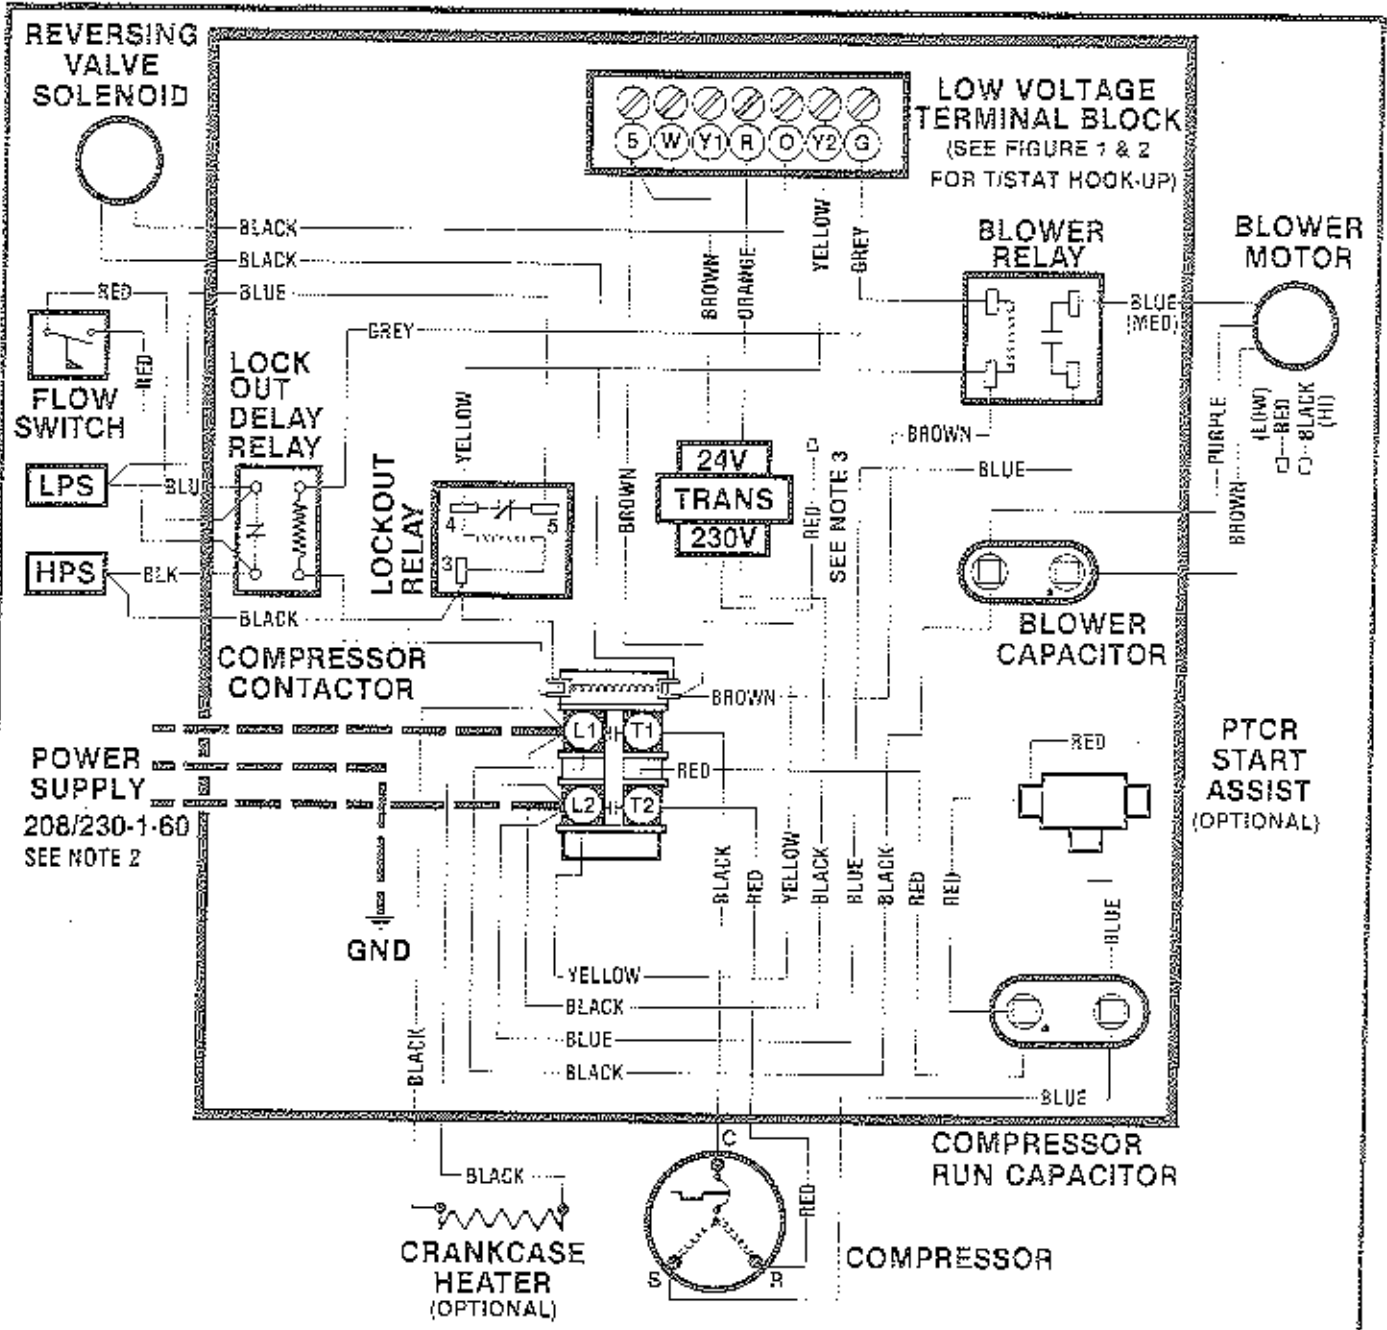 REVERSING
VALVE
SOLENOID
5 W Y1 R O Y2 G
LOW VOLTAGE
TERMINAL BLOCK
(SEE FIGURE 1 & 2
FOR T/STAT HOOK-UP)
BLACK
BLACK
BLUE
RED
GREY
RED
BROWN
ORANGE
YELLOW
GREY
BLOWER
RELAY
BLUE
(MED)
BLOWER
MOTOR
FLOW
SWITCH
LOCK
OUT
DELAY
RELAY
YELLOW
LOCKOUT
RELAY
4
5
3
BROWN
24V
TRANS
230V
RED
SEE NOTE 3
BROWN
BLUE
PURPLE
BROWN
(LOW)
RED
BLACK
(HI)
LPS
BLU
HPS
BLK
BLACK
BLOWER
CAPACITOR
COMPRESSOR
CONTACTOR
BROWN
L1
T1
RED
L2
T2
POWER
SUPPLY
208/230-1-60
SEE NOTE 2
GND
PTCR
START
ASSIST
(OPTIONAL)
RED
BLACK
RED
YELLOW
BLACK
BLUE
BLACK
RED
RED
BLUE
YELLOW
BLACK
BLUE
BLACK
BLACK
BLUE
COMPRESSOR
RUN CAPACITOR
BLACK
CRANKCASE
HEATER
(OPTIONAL)
C
S
R
RED
COMPRESSOR